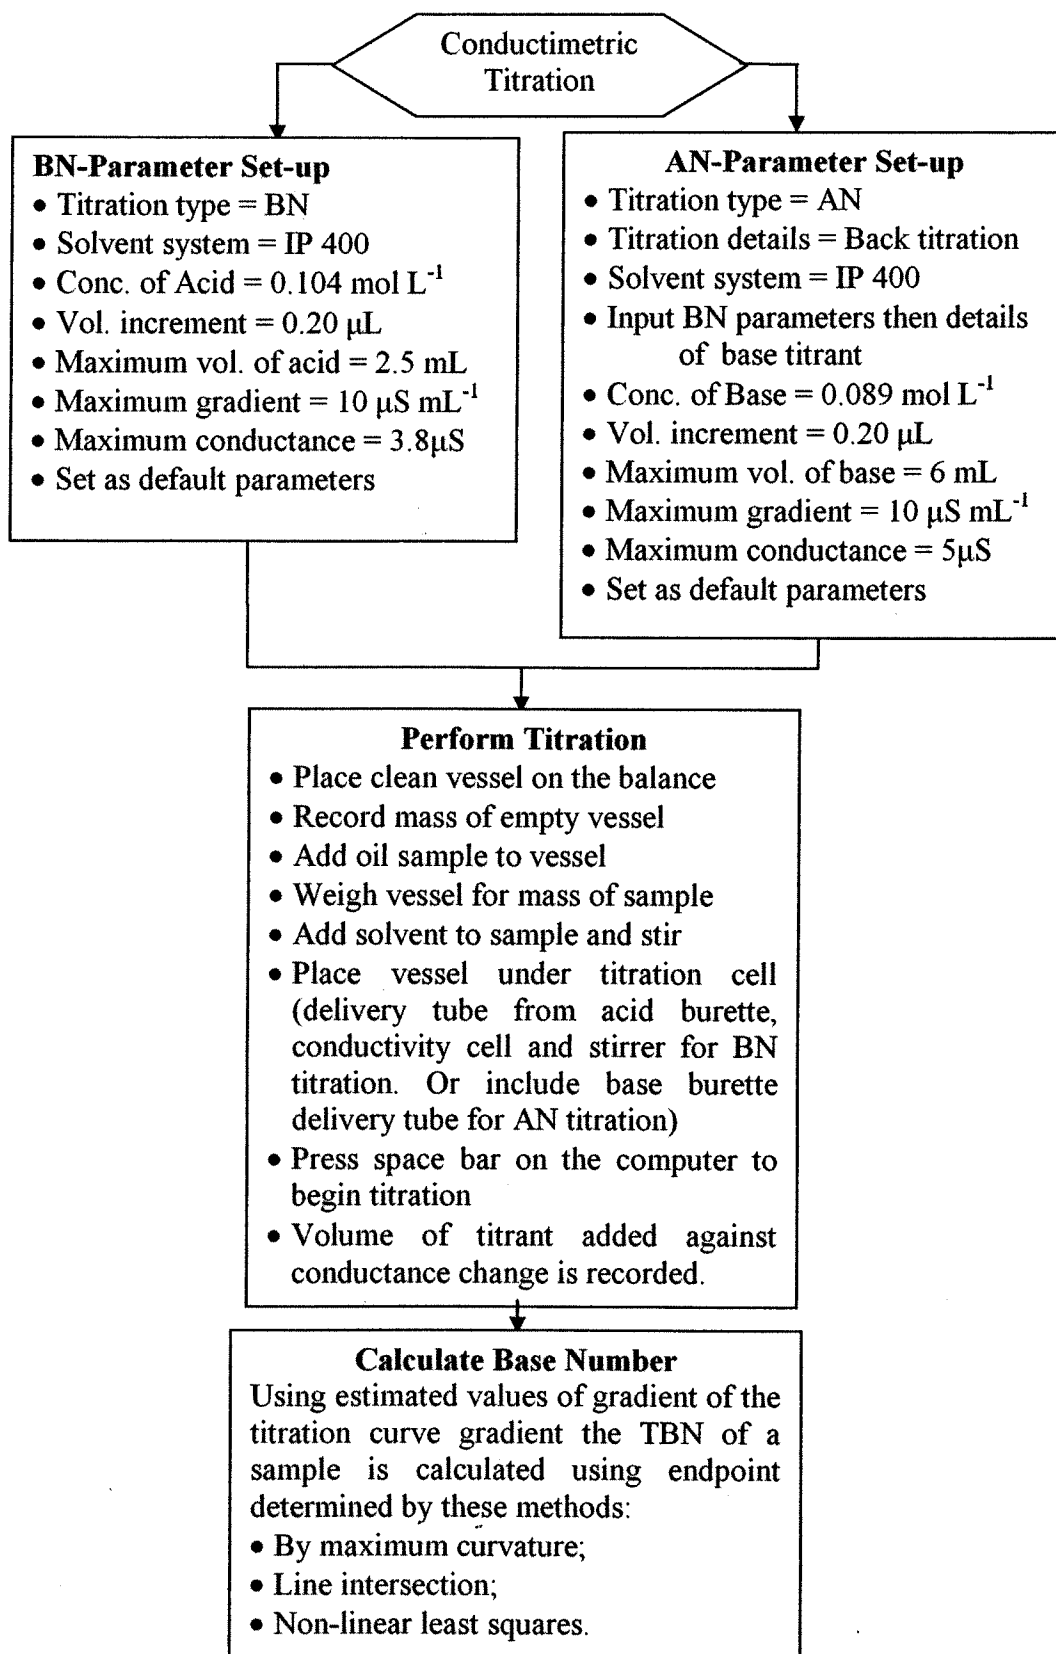 Conductimetric
Titration
BN-Parameter Set-up
• Titration type = BN
• Solvent system = IP 400
• Conc. of Acid = 0.104 mol L⁻¹
• Vol. increment = 0.20 µL
• Maximum vol. of acid = 2.5 mL
• Maximum gradient = 10 µS mL⁻¹
• Maximum conductance = 3.8µS
• Set as default parameters
AN-Parameter Set-up
• Titration type = AN
• Titration details = Back titration
• Solvent system = IP 400
• Input BN parameters then details
of base titrant
• Conc. of Base = 0.089 mol L⁻¹
• Vol. increment = 0.20 µL
• Maximum vol. of base = 6 mL
• Maximum gradient = 10 µS mL⁻¹
• Maximum conductance = 5µS
• Set as default parameters
Perform Titration
• Place clean vessel on the balance
• Record mass of empty vessel
• Add oil sample to vessel
• Weigh vessel for mass of sample
• Add solvent to sample and stir
• Place vessel under titration cell
(delivery tube from acid burette,
conductivity cell and stirrer for BN
titration. Or include base burette
delivery tube for AN titration)
• Press space bar on the computer to
begin titration
• Volume of titrant added against
conductance change is recorded.
Calculate Base Number
Using estimated values of gradient of the
titration curve gradient the TBN of a
sample is calculated using endpoint
determined by these methods:
• By maximum curvature;
• Line intersection;
• Non-linear least squares.